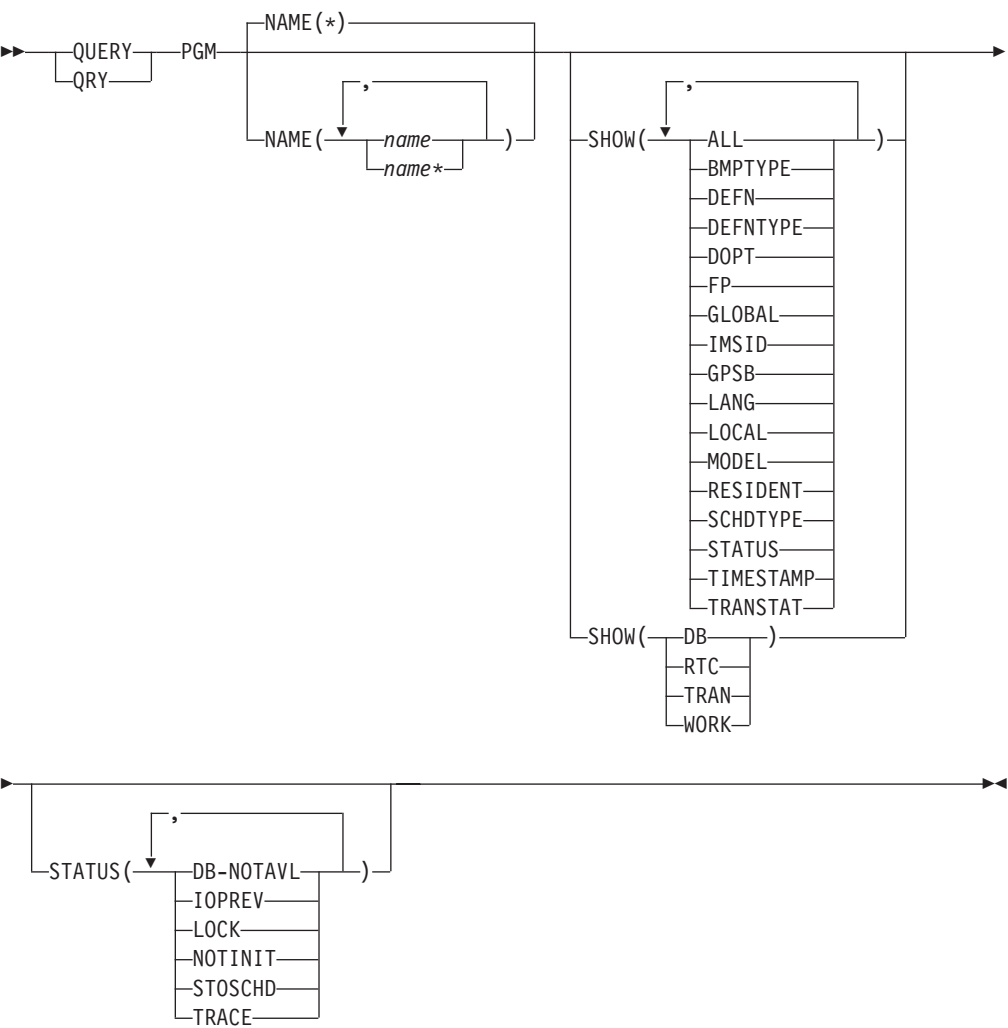 NAME(*)
QUERY PGM
QRY
, ,
NAME( name ) SHOW( ALL )
name* BMPTYPE
DEFN
DEFNTYPE
DOPT
FP
GLOBAL
IMSID
GPSB
LANG
LOCAL
MODEL
RESIDENT
SCHDTYPE
STATUS
TIMESTAMP
TRANSTAT
SHOW( DB )
RTC
TRAN
WORK
,
STATUS( DB-NOTAVL )
IOPREV
LOCK
NOTINIT
STOSCHD
TRACE